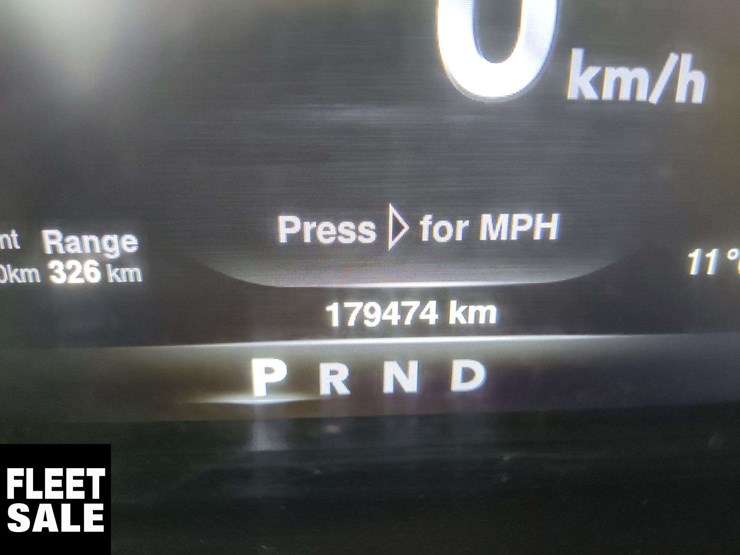 0 km/h
Press for MPH
Range
326 km
11°
179474 km
P R N D
FLEET
SALE